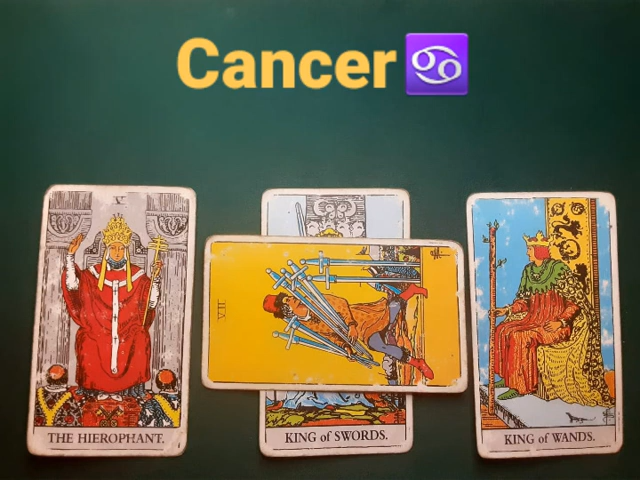 Cancer♋
V
VII
THE HIEROPHANT.
KING of SWORDS.
KING of WANDS.